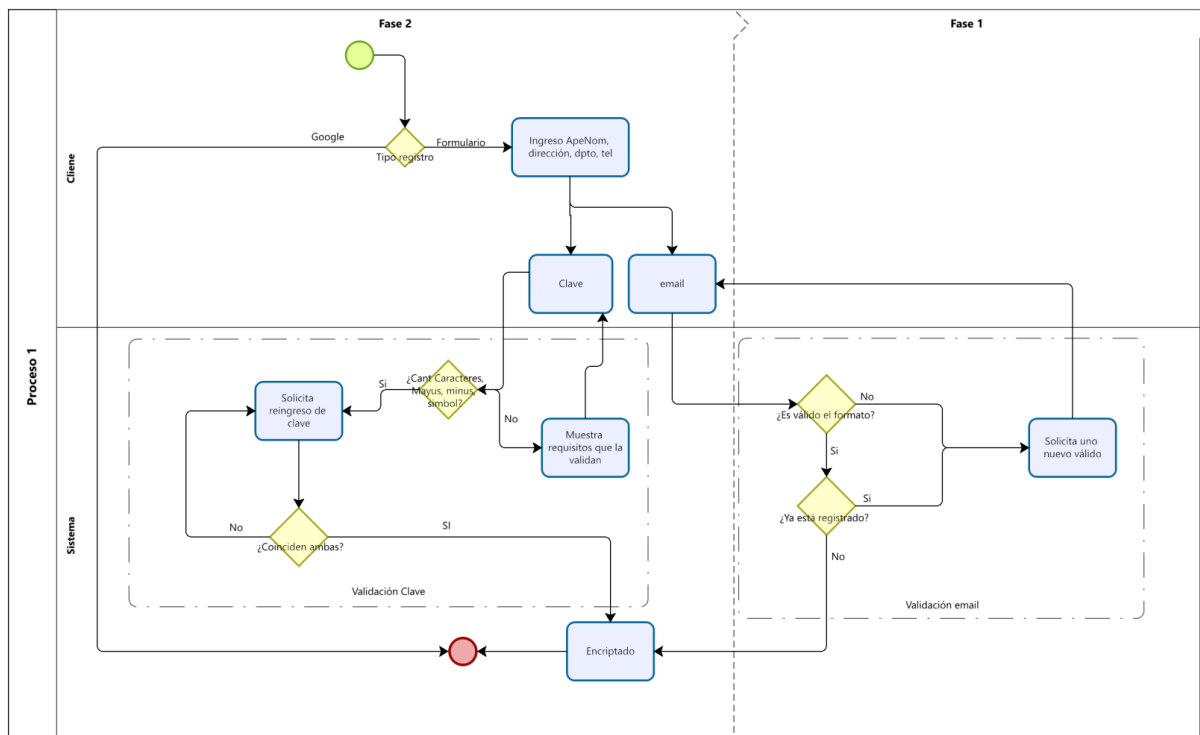 Fase 2
Fase 1
Proceso 1
Cliene
Sistema
Google
Tipo registro
Formulario
Ingreso ApeNom,
dirección, dpto, tel
Clave
email
¿Cant Caracteres,
Mayus, minus,
simbol?
Si
No
Solicita
reingreso de
clave
Muestra
requisitos que la
validan
¿Coinciden ambas?
No
SI
Validación Clave
¿Es válido el formato?
No
Si
Solicita uno
nuevo válido
¿Ya está registrado?
Si
No
Validación email
Encriptado